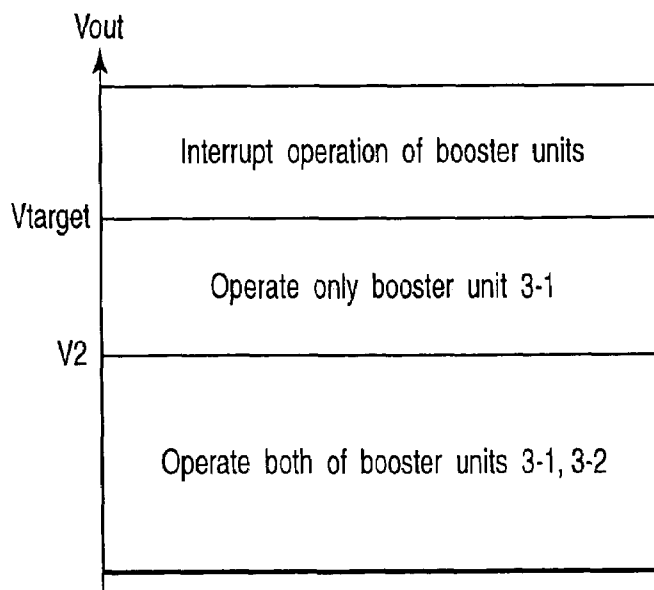 Vout
Interrupt operation of booster units
Vtarget
Operate only booster unit 3-1
V2
Operate both of booster units 3-1, 3-2